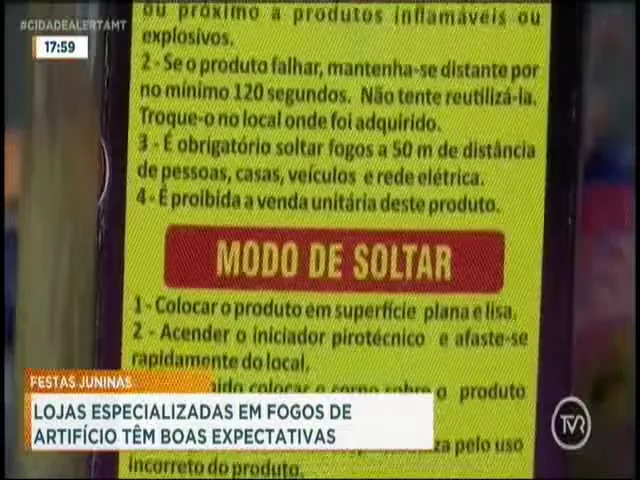 #CIDADEALERTAMT
17:59
ou próximo a produtos inflamáveis ou
explosivos.
2 - Se o produto falhar, mantenha-se distante por
no mínimo 120 segundos. Não tente reutilizá-la.
Troque-o no local onde foi adquirido.
3 - É obrigatório soltar fogos a 50 m de distância
de pessoas, casas, veículos e rede elétrica.
4 - É proibida a venda unitária deste produto.
MODO DE SOLTAR
1 - Colocar o produto em superfície plana e lisa.
2 - Acender o iniciador pirotécnico e afaste-se
rapidamente do local.
colocar o corpo sobre o produto
FESTAS JUNINAS
LOJAS ESPECIALIZADAS EM FOGOS DE
ARTIFÍCIO TÊM BOAS EXPECTATIVAS
pelo uso
incorreto do produto.
TVR